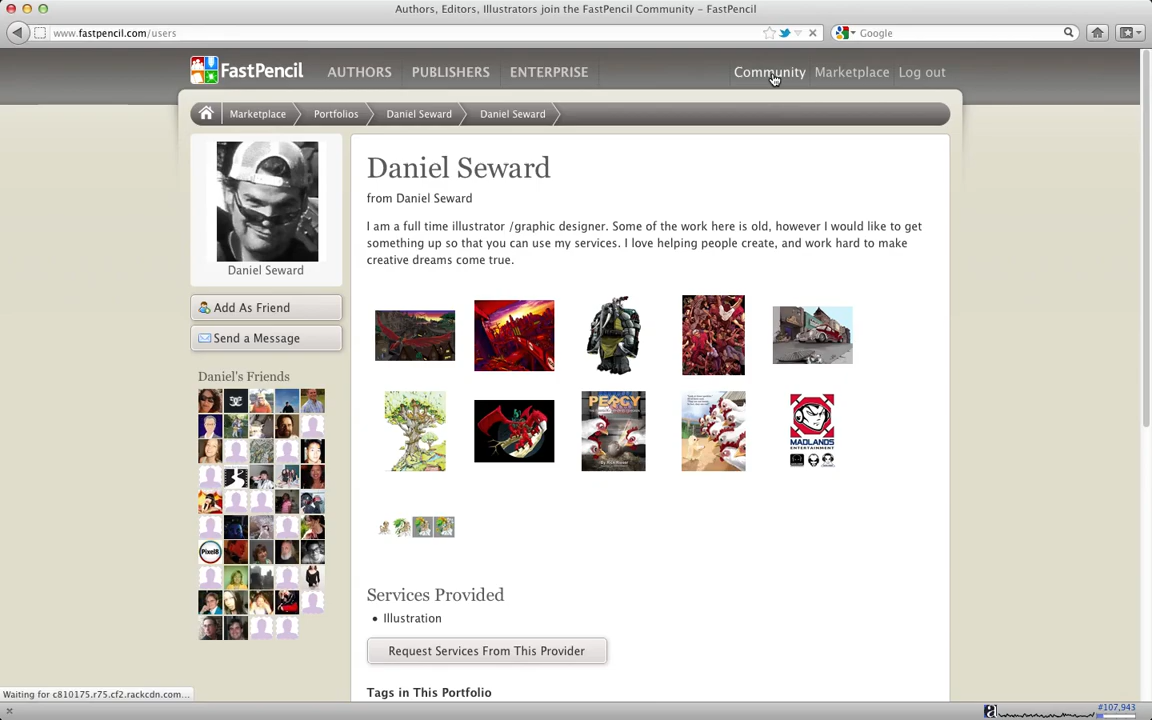 Authors, Editors, Illustrators join the FastPencil Community - FastPencil
www.fastpencil.com/users
Google
FastPencil
AUTHORS
PUBLISHERS
ENTERPRISE
Community
Marketplace
Log out
Marketplace
Portfolios
Daniel Seward
Daniel Seward
Daniel Seward
Add As Friend
Send a Message
Daniel's Friends
Pixel8
Daniel Seward
from Daniel Seward
I am a full time illustrator /graphic designer. Some of the work here is old, however I would like to get
something up so that you can use my services. I love helping people create, and work hard to make
creative dreams come true.
PERCY
MADLANDS
ENTERTAINMENT
Services Provided
• Illustration
Request Services From This Provider
Tags in This Portfolio
Waiting for c810175.r75.cf2.rackcdn.com...
a
#107,943